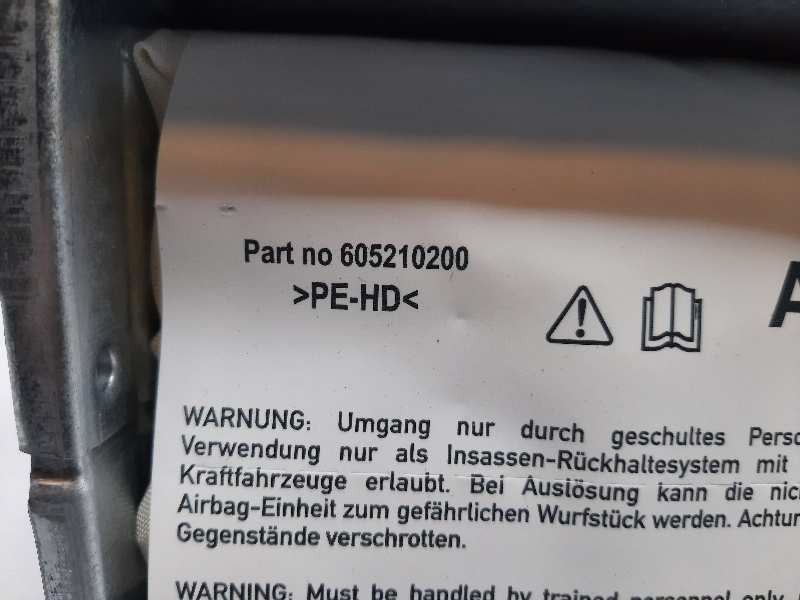 Part no 605210200
>PE-HD<
WARNUNG: Umgang nur durch geschultes
Verwendung nur als Insassen-Rückhaltesystem mit
Kraftfahrzeuge erlaubt. Bei Auslösung kann die
Airbag-Einheit zum gefährlichen Wurfstück werden.
Gegenstände verschrotten.
WARNING: Must be handled by trained personnel only